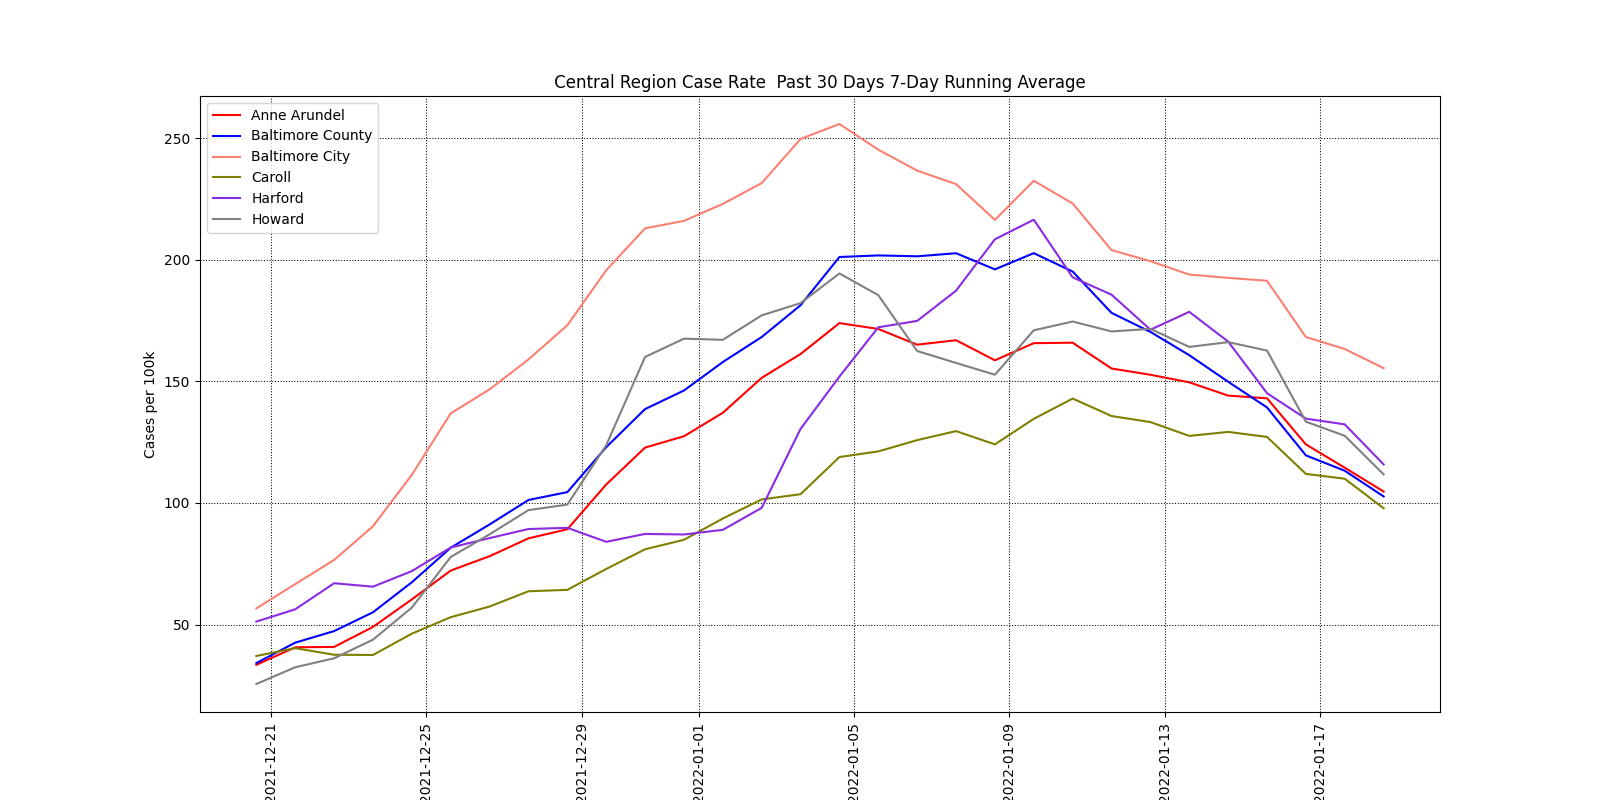 Central Region Case Rate  Past 30 Days 7-Day Running Average
Anne Arundel
Baltimore County
Baltimore City
Caroll
Harford
Howard
Cases per 100k
250
200
150
100
50
2021-12-21
2021-12-25
2021-12-29
2022-01-01
2022-01-05
2022-01-09
2022-01-13
2022-01-17